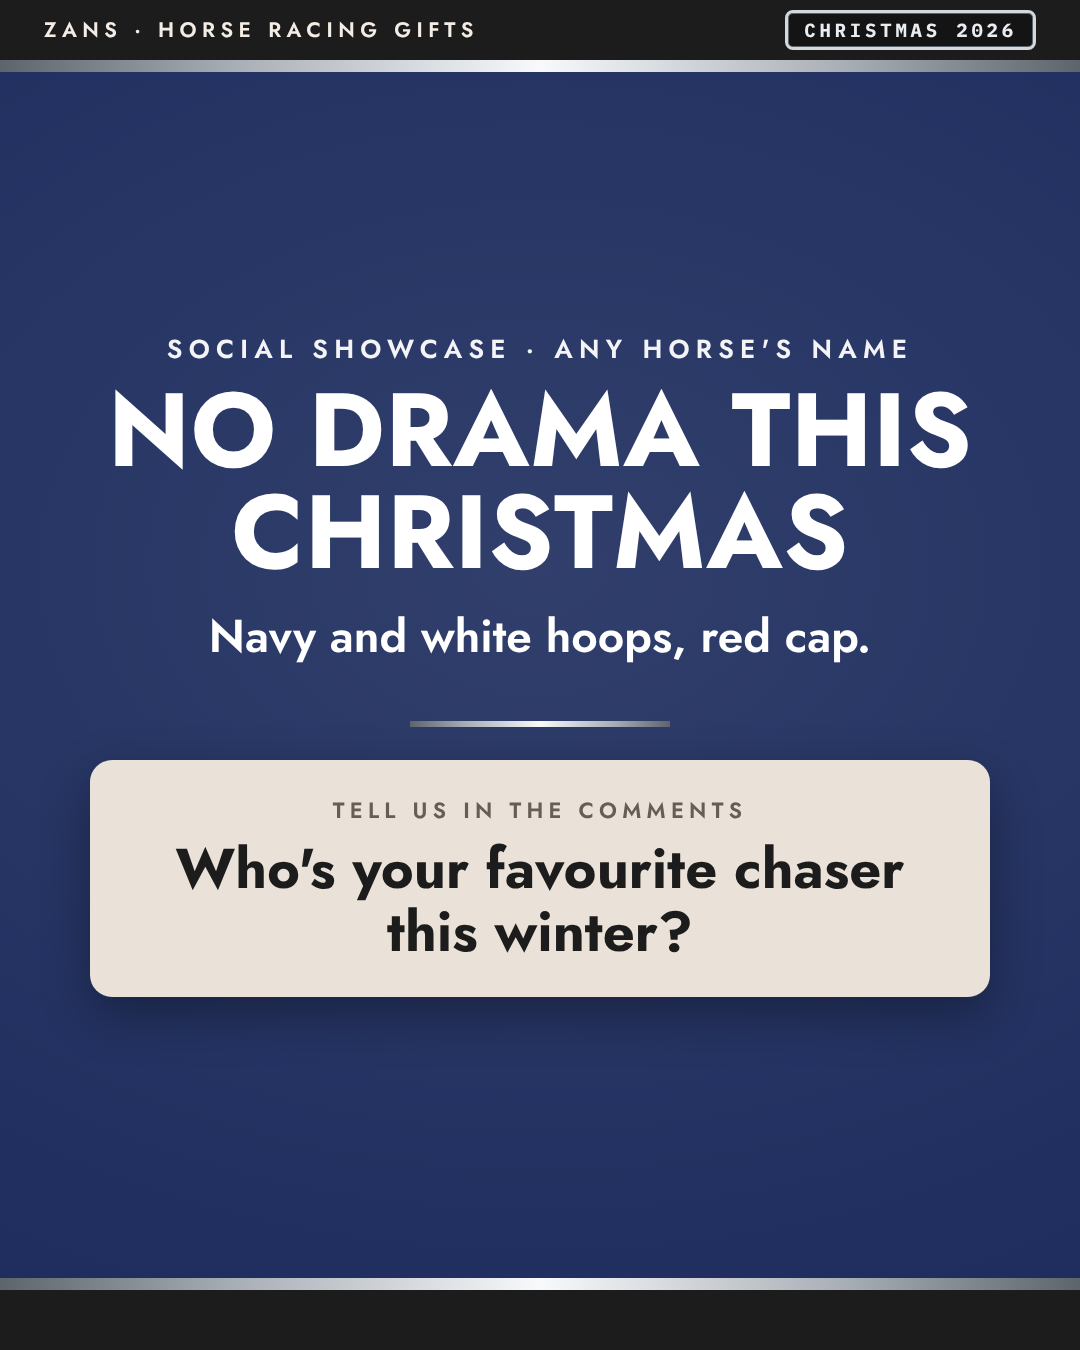 ZANS · HORSE RACING GIFTS
CHRISTMAS 2026
SOCIAL SHOWCASE · ANY HORSE'S NAME
NO DRAMA THIS
CHRISTMAS
Navy and white hoops, red cap.
TELL US IN THE COMMENTS
Who's your favourite chaser
this winter?